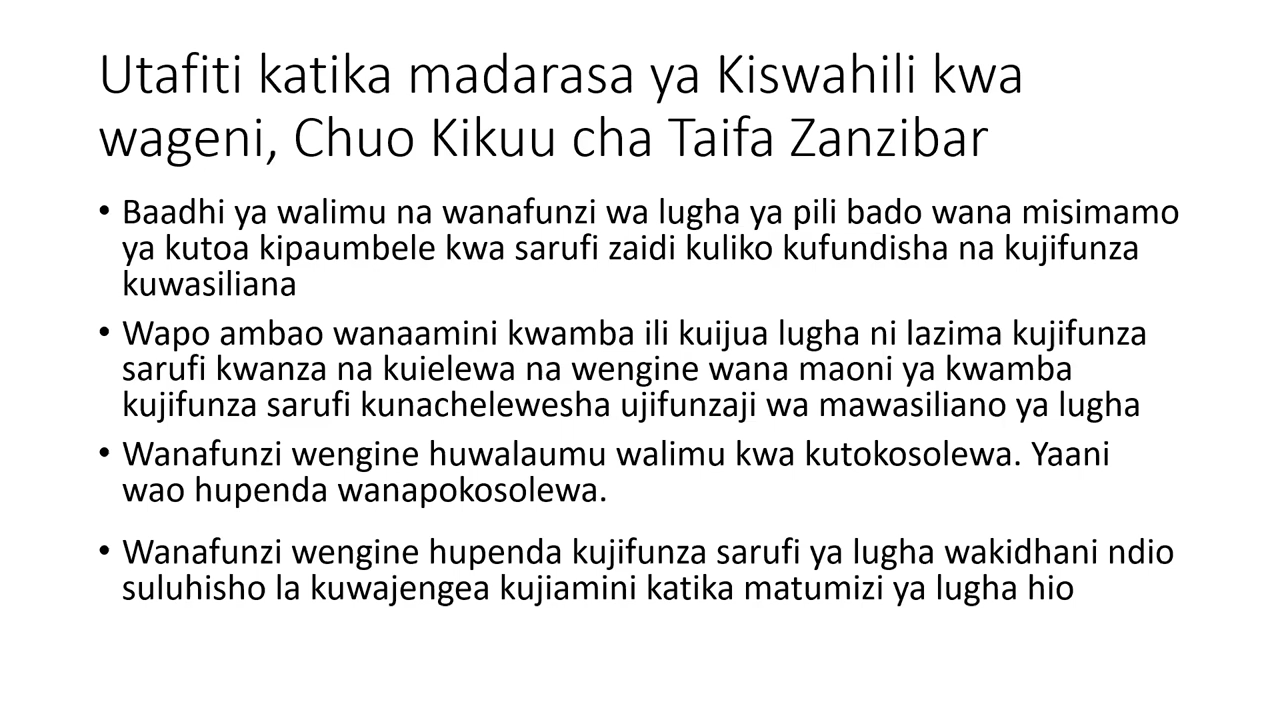 Utafiti katika madarasa ya Kiswahili kwa
wageni, Chuo Kikuu cha Taifa Zanzibar
• Baadhi ya walimu na wanafunzi wa lugha ya pili bado wana misimamo
ya kutoa kipaumbele kwa sarufi zaidi kuliko kufundisha na kujifunza
kuwasiliana
• Wapo ambao wanaamini kwamba ili kuijua lugha ni lazima kujifunza
sarufi kwanza na kuielewa na wengine wana maoni ya kwamba
kujifunza sarufi kunachelewesha ujifunzaji wa mawasiliano ya lugha
• Wanafunzi wengine huwalaumu walimu kwa kutokosolewa. Yaani
wao hupenda wanapokosolewa.
• Wanafunzi wengine hupenda kujifunza sarufi ya lugha wakidhani ndio
suluhisho la kuwajengea kujiamini katika matumizi ya lugha hio